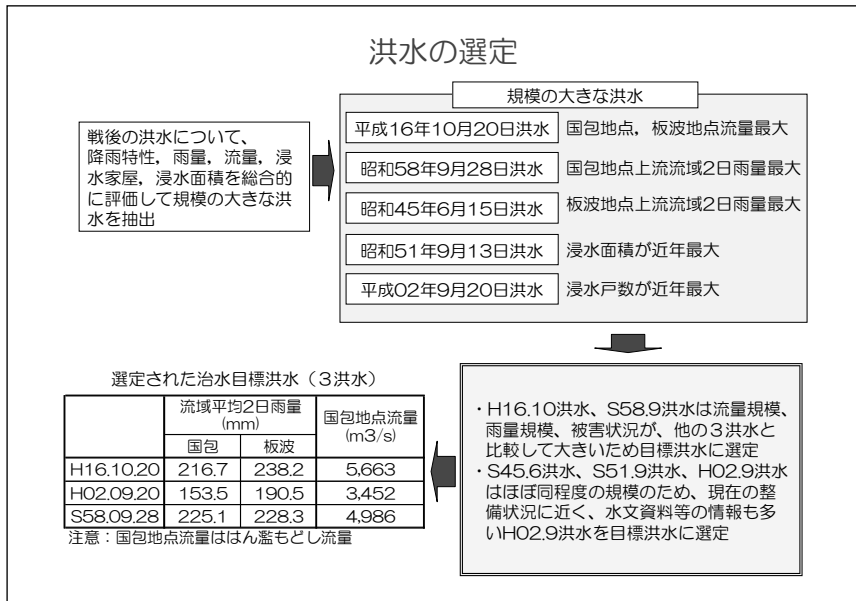 洪水の選定
戦後の洪水について、
降雨特性，雨量，流量，浸
水家屋，浸水面積を総合的
に評価して規模の大きな洪
水を抽出
規模の大きな洪水
平成16年10月20日洪水 国包地点，板波地点流量最大
昭和58年9月28日洪水 国包地点上流流域2日雨量最大
昭和45年6月15日洪水 板波地点上流流域2日雨量最大
昭和51年9月13日洪水 浸水面積が近年最大
平成02年9月20日洪水 浸水戸数が近年最大
・H16.10洪水、S58.9洪水は流量規模、
雨量規模、被害状況が、他の３洪水と
比較して大きいため目標洪水に選定
・S45.6洪水、S51.9洪水、H02.9洪水
はほぼ同程度の規模のため、現在の整
備状況に近く、水文資料等の情報も多
いH02.9洪水を目標洪水に選定
選定された治水目標洪水（３洪水）
流域平均2日雨量
(mm)
国包地点流量
(m3/s)
国包 板波
H16.10.20 216.7 238.2 5,663
H02.09.20 153.5 190.5 3,452
S58.09.28 225.1 228.3 4,986
注意：国包地点流量ははん濫もどし流量